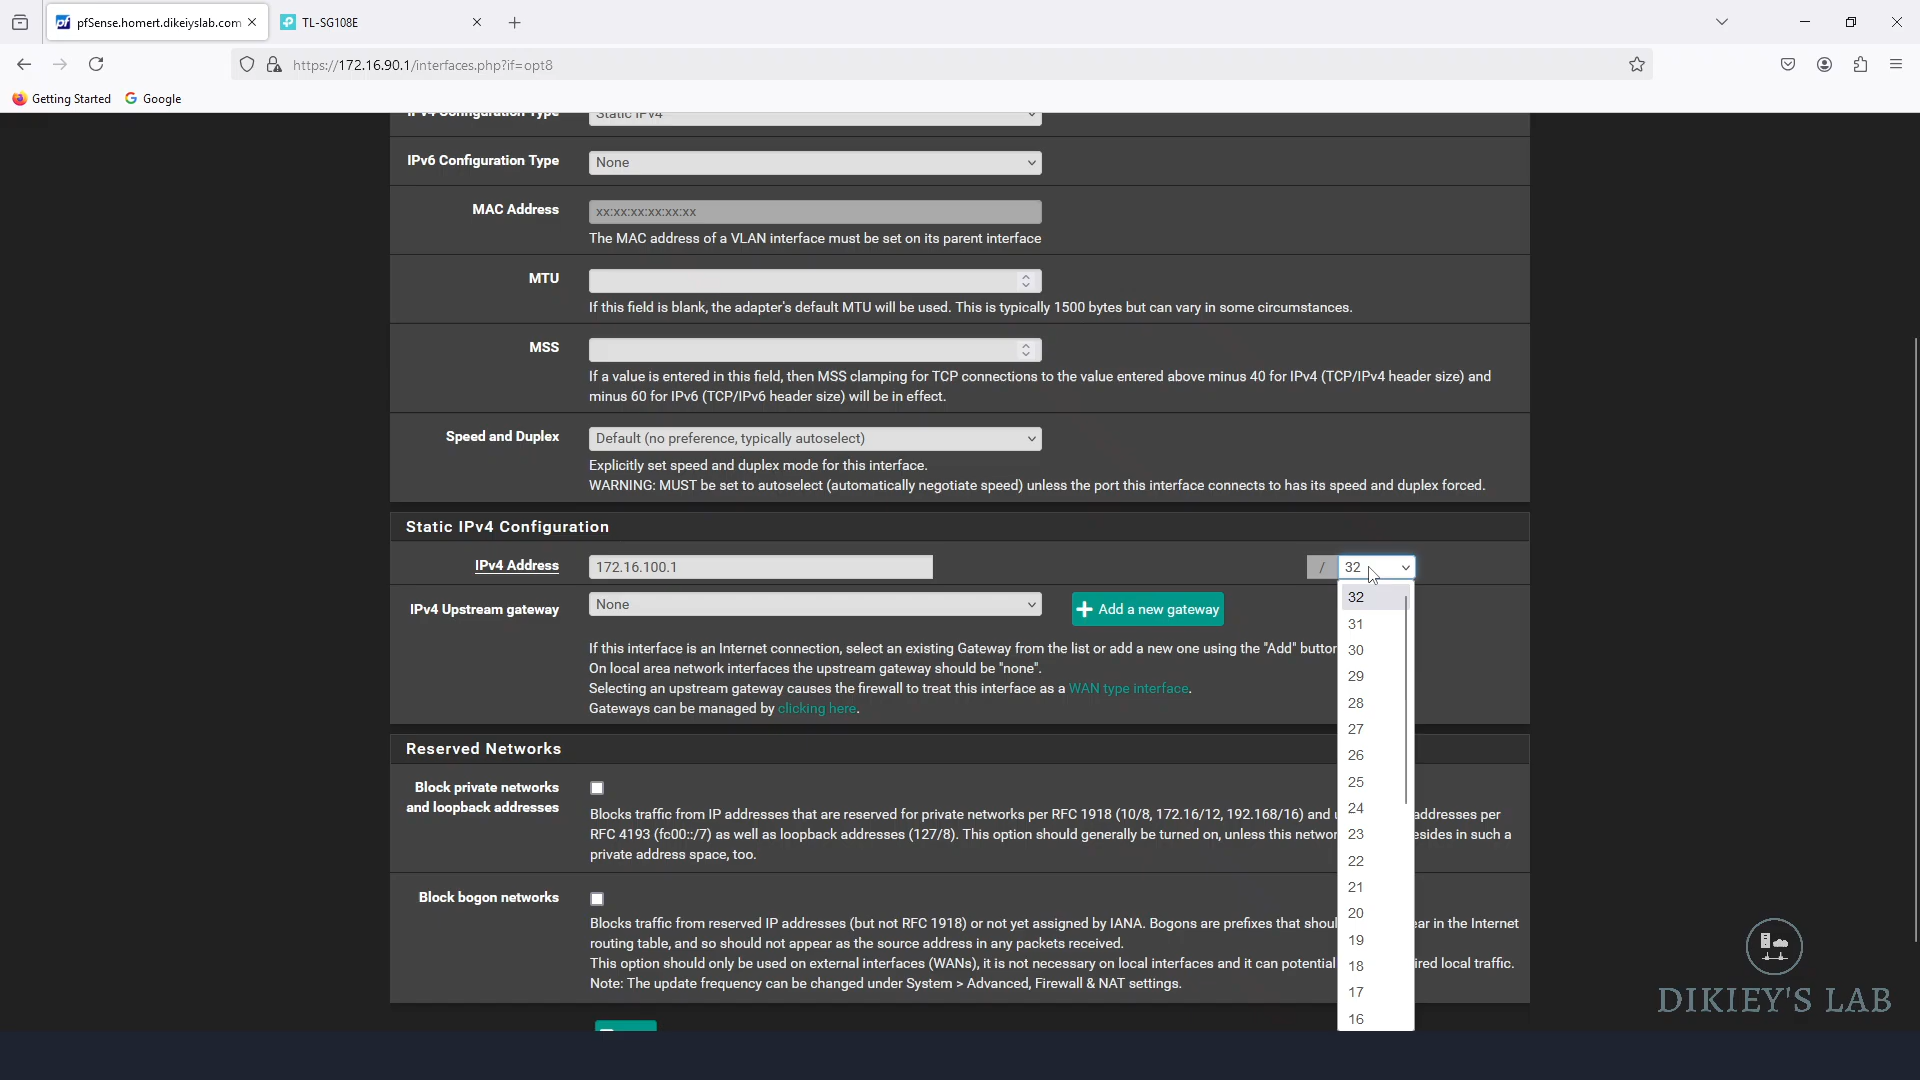 pfSense.homert.dikeiyslab.com
TL-SG108E
https://172.16.90.1/interfaces.php?if=opt8
Getting Started
Google
IPv4 Configuration Type
Static IPv4
IPv6 Configuration Type
None
MAC Address
xx:xx:xx:xx:xx:xx
The MAC address of a VLAN interface must be set on its parent interface
MTU
If this field is blank, the adapter's default MTU will be used. This is typically 1500 bytes but can vary in some circumstances.
MSS
If a value is entered in this field, then MSS clamping for TCP connections to the value entered above minus 40 for IPv4 (TCP/IPv4 header size) and
minus 60 for IPv6 (TCP/IPv6 header size) will be in effect.
Speed and Duplex
Default (no preference, typically autoselect)
Explicitly set speed and duplex mode for this interface.
WARNING: MUST be set to autoselect (automatically negotiate speed) unless the port this interface connects to has its speed and duplex forced.
Static IPv4 Configuration
IPv4 Address
172.16.100.1
/ 32
IPv4 Upstream gateway
None
Add a new gateway
If this interface is an Internet connection, select an existing Gateway from the list or add a new one using the "Add" button
On local area network interfaces the upstream gateway should be "none".
Selecting an upstream gateway causes the firewall to treat this interface as a WAN type interface.
Gateways can be managed by clicking here.
32
31
30
29
28
27
26
25
24
23
22
21
20
19
18
17
16
Reserved Networks
Block private networks
and loopback addresses
Blocks traffic from IP addresses that are reserved for private networks per RFC 1918 (10/8, 172.16/12, 192.168/16) and addresses per
RFC 4193 (fc00::/7) as well as loopback addresses (127/8). This option should generally be turned on, unless this networ esides in such a
private address space, too.
Block bogon networks
Blocks traffic from reserved IP addresses (but not RFC 1918) or not yet assigned by IANA. Bogons are prefixes that shoul ear in the Internet
routing table, and so should not appear as the source address in any packets received.
This option should only be used on external interfaces (WANs), it is not necessary on local interfaces and it can potential ired local traffic.
Note: The update frequency can be changed under System > Advanced, Firewall & NAT settings.
DIKIEY'S LAB